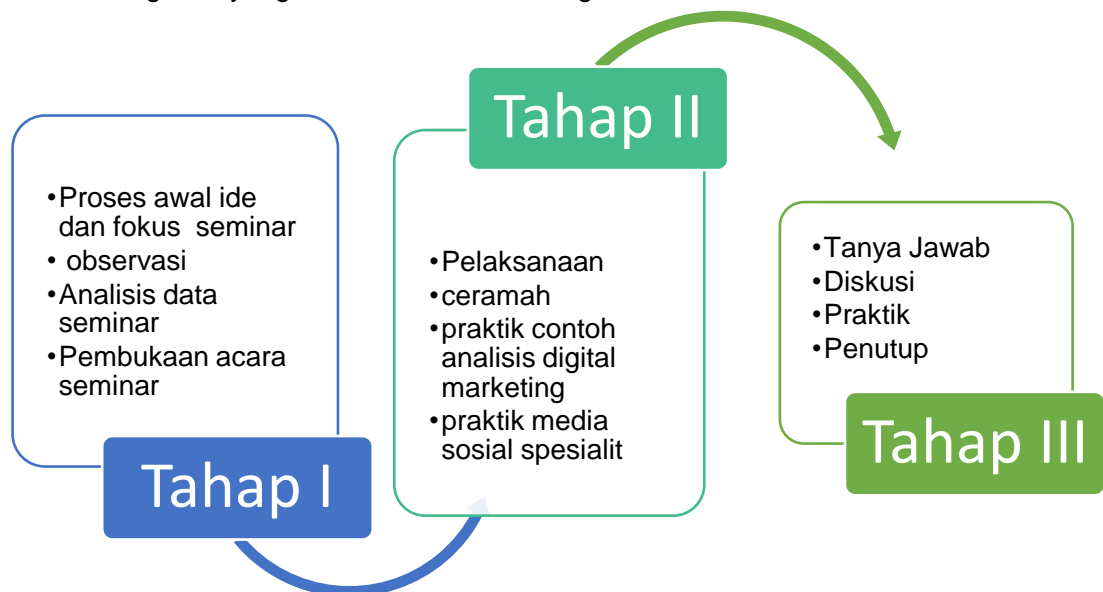 •Proses awal ide
dan fokus seminar
• observasi
•Analisis data
seminar
•Pembukaan acara
seminar
Tahap I
Tahap II
•Pelaksanaan
•ceramah
•praktik contoh
analisis digital
marketing
•praktik media
sosial spesialit
•Tanya Jawab
•Diskusi
•Praktik
•Penutup
Tahap III